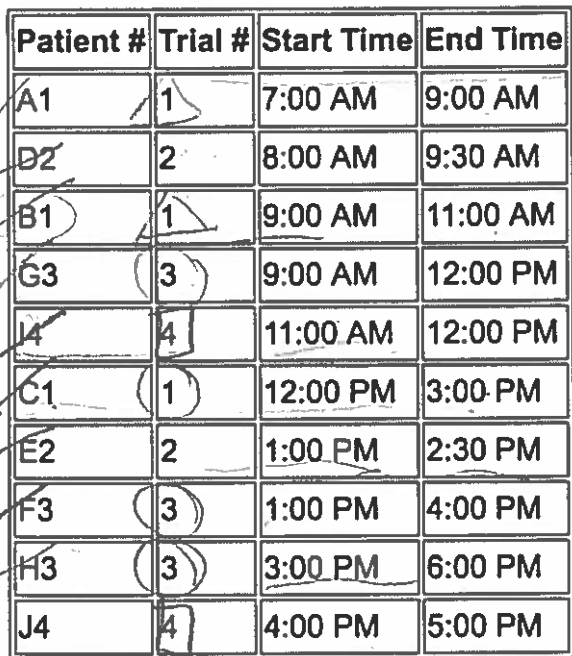 Patient # Trial # Start Time End Time
A1 1 7:00 AM 9:00 AM
D2 2 8:00 AM 9:30 AM
B1 1 9:00 AM 11:00 AM
G3 3 9:00 AM 12:00 PM
I4 4 11:00 AM 12:00 PM
C1 1 12:00 PM 3:00 PM
E2 2 1:00 PM 2:30 PM
F3 3 1:00 PM 4:00 PM
H3 3 3:00 PM 6:00 PM
J4 4 4:00 PM 5:00 PM